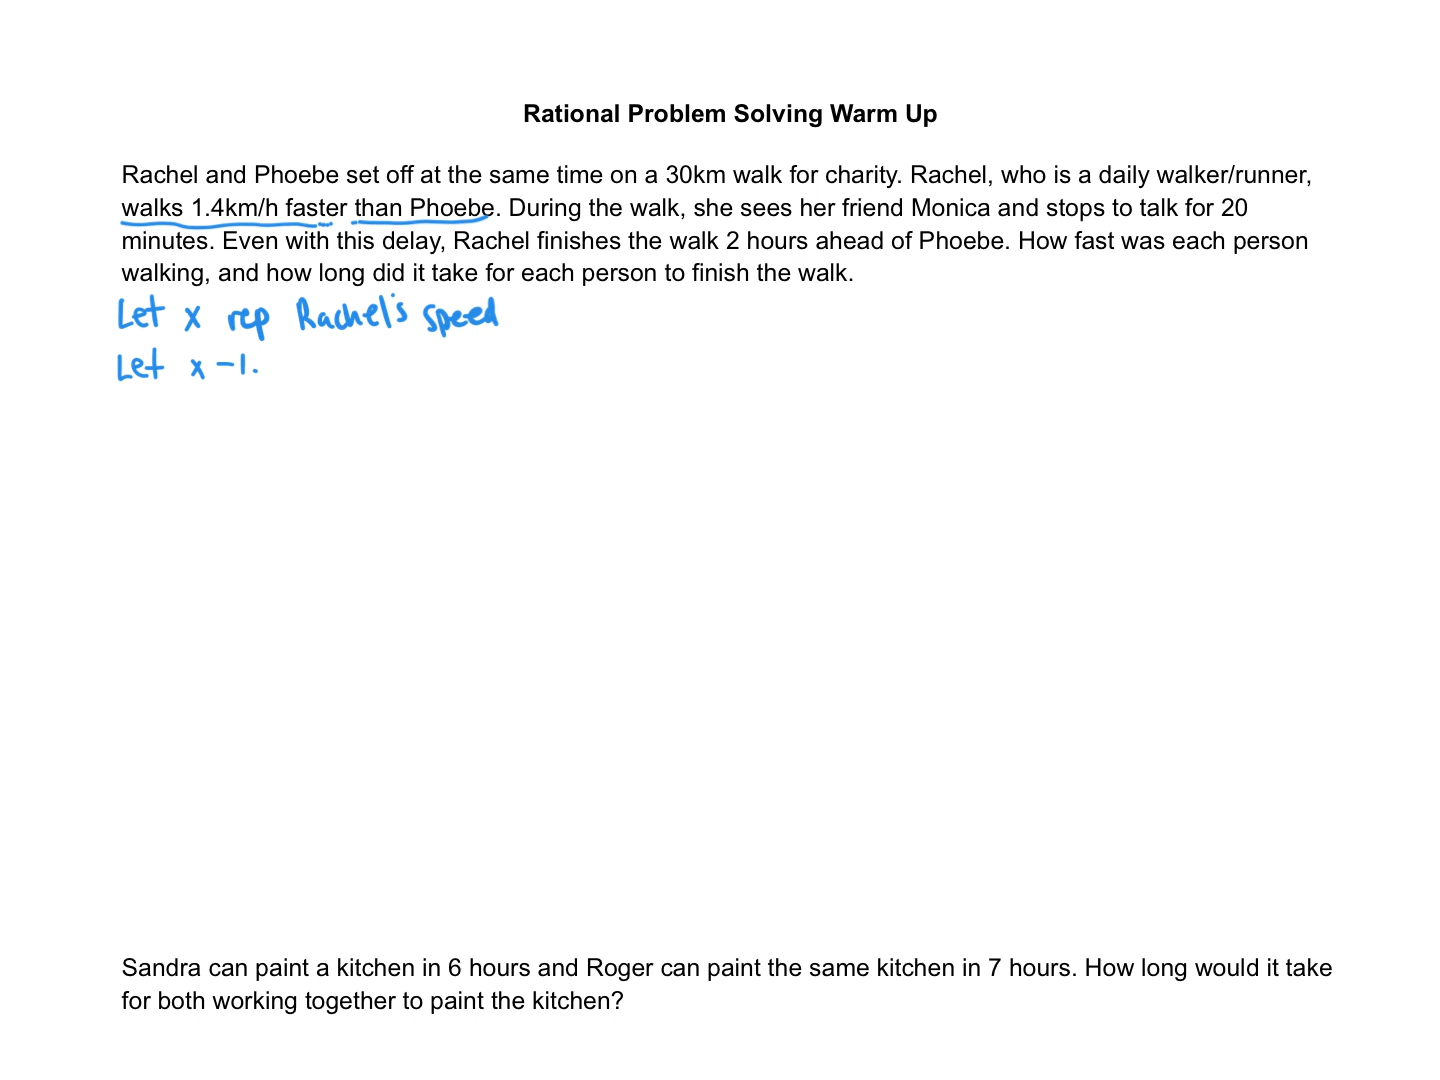 Rational Problem Solving Warm Up
Rachel and Phoebe set off at the same time on a 30km walk for charity. Rachel, who is a daily walker/runner,
walks 1.4km/h faster than Phoebe. During the walk, she sees her friend Monica and stops to talk for 20
minutes. Even with this delay, Rachel finishes the walk 2 hours ahead of Phoebe. How fast was each person
walking, and how long did it take for each person to finish the walk.
Let x rep Rachel's speed
Let x -1.
Sandra can paint a kitchen in 6 hours and Roger can paint the same kitchen in 7 hours. How long would it take
for both working together to paint the kitchen?